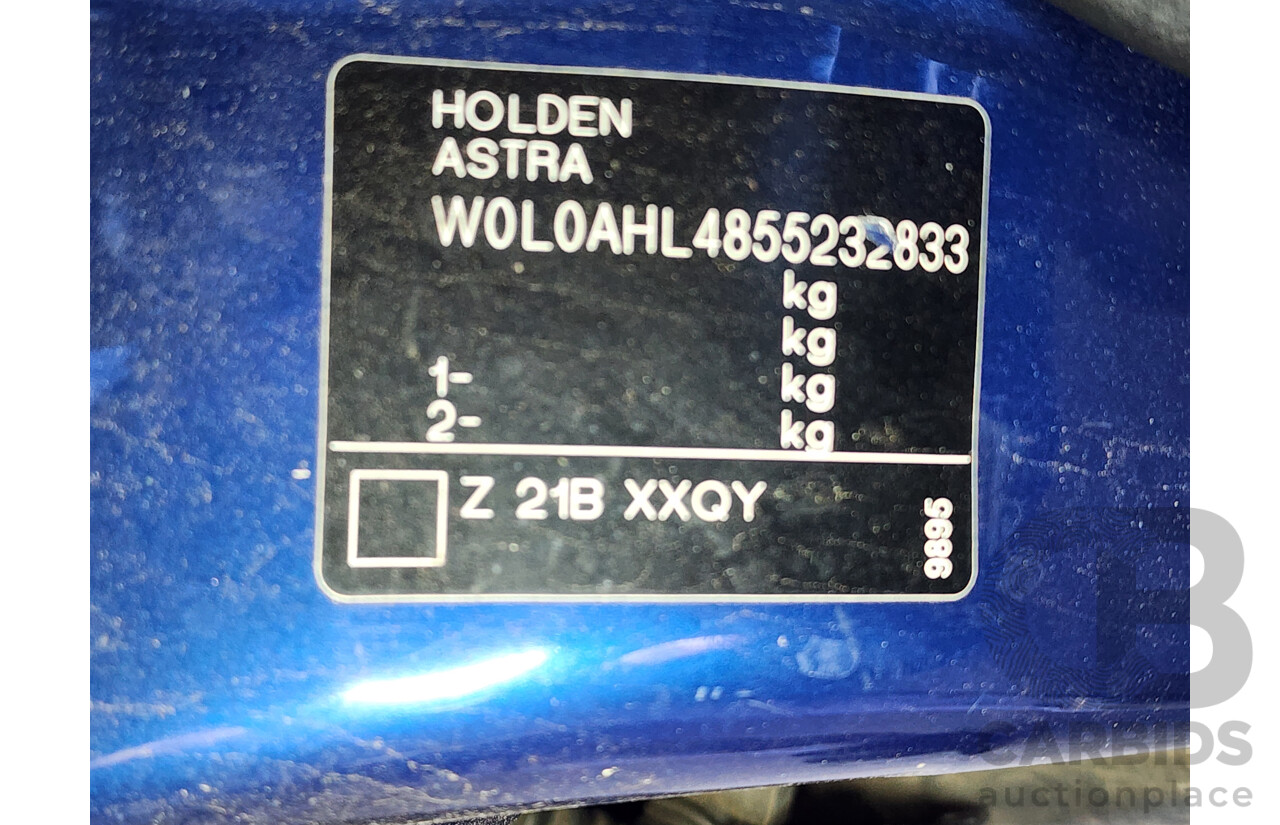 HOLDEN
ASTRA
W0L0AHL4855232833
kg
kg
1- kg
2- kg
Z 21B XXQY
9895
CARBIDS
auctionplace